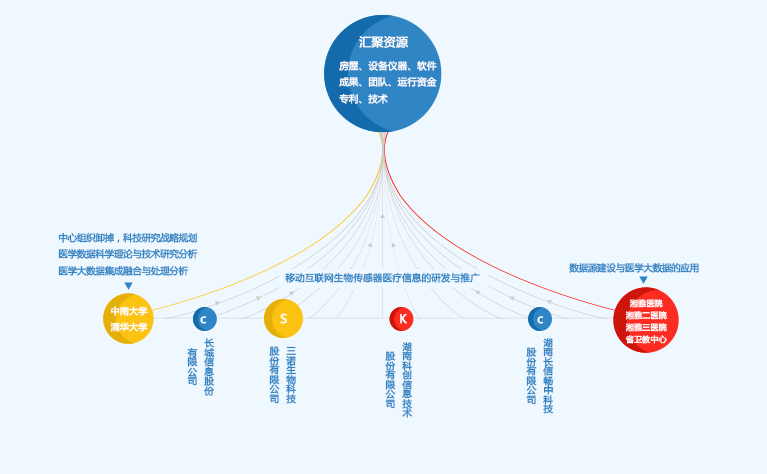 汇聚资源
房屋、设备仪器、软件
成果、团队、运行资金
专利、技术
中心组织卸掉，科技研究战略规划
医学数据科学理论与技术研究分析
医学大数据集成融合与处理分析
移动互联网生物传感器医疗信息的研发与推广
数据源建设与医学大数据的应用
中南大学
清华大学
C
S
K
C
湘雅医院
湘雅二医院
湘雅三医院
省卫教中心
长城信息股份
有限公司
三诺生物科技
股份有限公司
湖南科创信息技术
股份有限公司
湖南长信畅中科技
股份有限公司